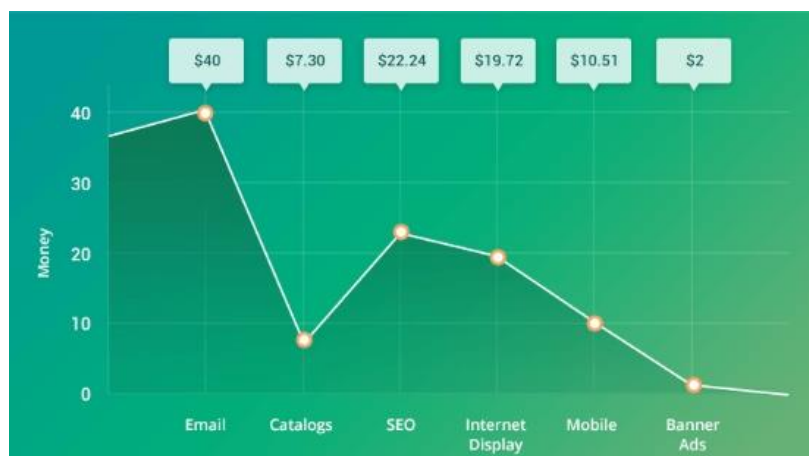 $40 $7.30 $22.24 $19.72 $10.51 $2
40
30
20
10
0
Money
Email Catalogs SEO Internet Display Mobile Banner Ads